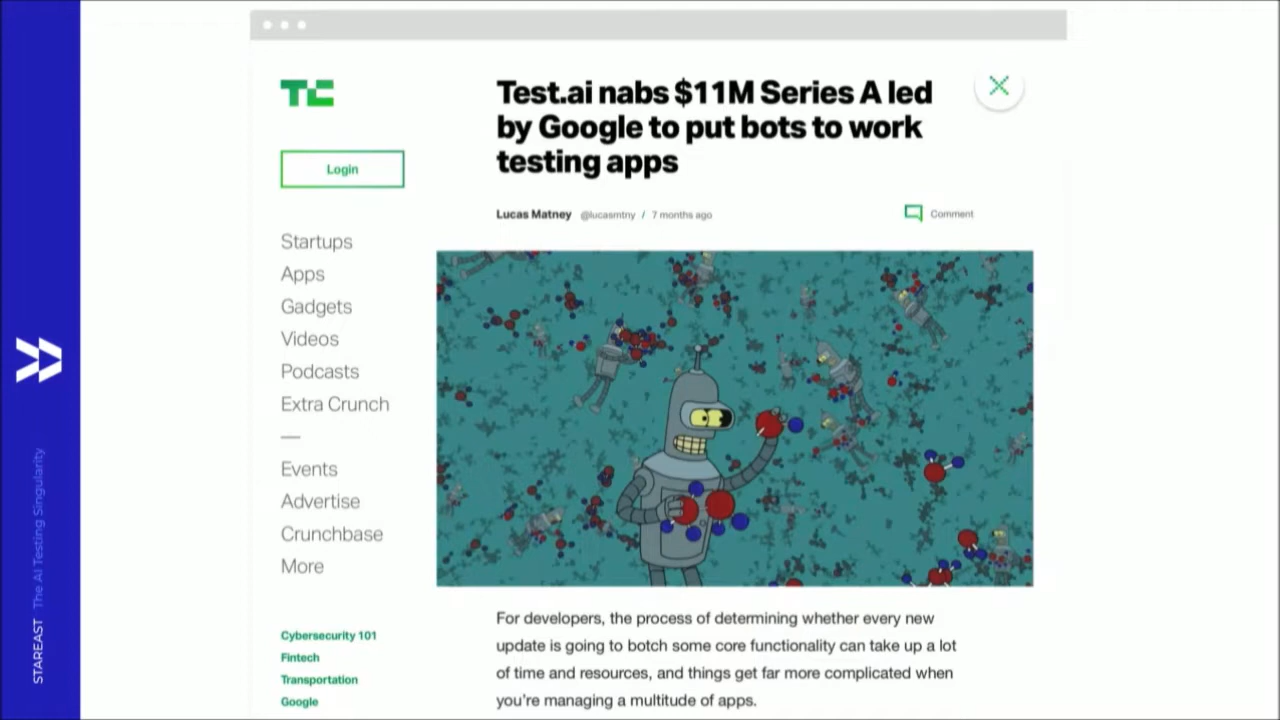 TC
Login
Startups
Apps
Gadgets
Videos
Podcasts
Extra Crunch
Events
Advertise
Crunchbase
More
Cybersecurity 101
Fintech
Transportation
Google
Test.ai nabs $11M Series A led
by Google to put bots to work
testing apps
Lucas Matney @lucasmtny / 7 months ago
Comment
For developers, the process of determining whether every new
update is going to botch some core functionality can take up a lot
of time and resources, and things get far more complicated when
you're managing a multitude of apps.
STAREAST The AI Testing Singularity